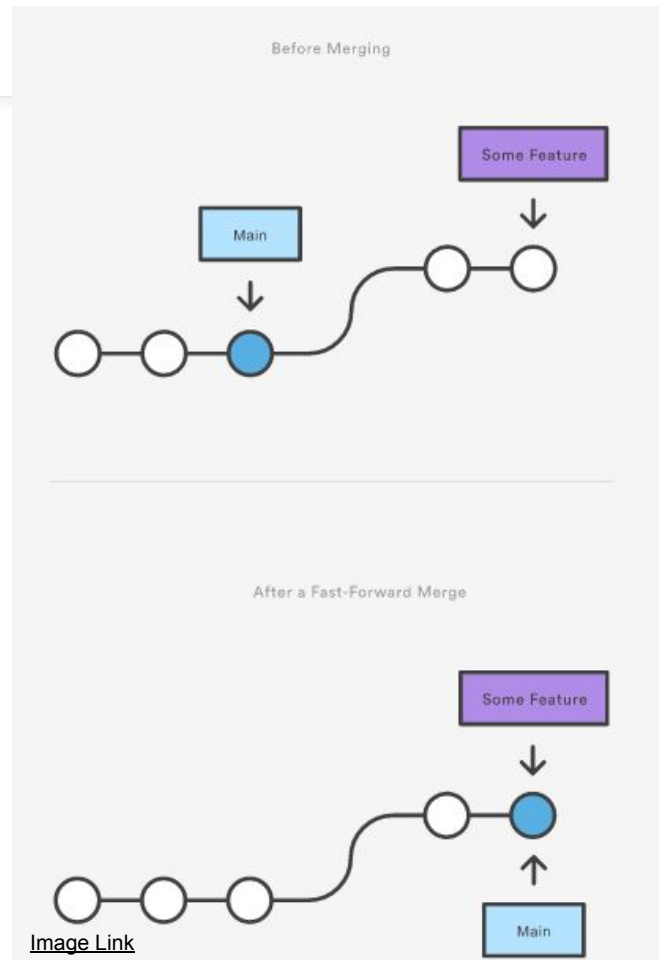 Before Merging
Some Feature
Main
After a Fast-Forward Merge
Some Feature
Main
Image Link